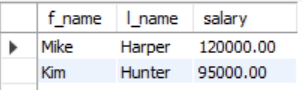 f_name l_name salary
Mike Harper 120000.00
Kim Hunter 95000.00